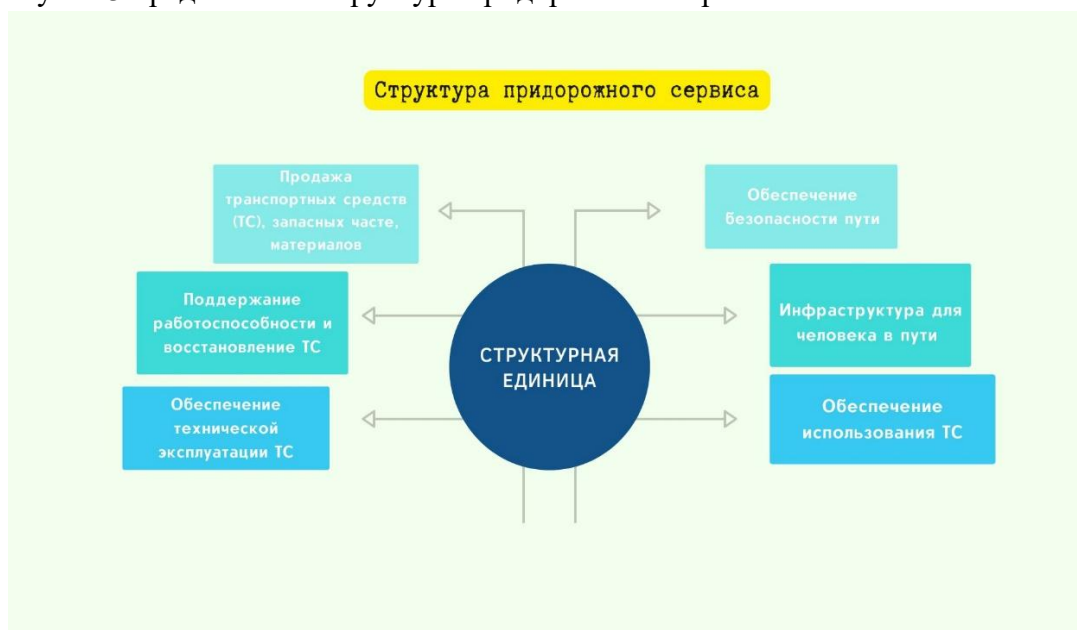 Структура придорожного сервиса
Продажа
транспортных средств
(ТС), запасных часте,
материалов
Обеспечение
безопасности пути
Поддержание
работоспособности и
восстановление ТС
Инфраструктура для
человека в пути
СТРУКТУРНАЯ
ЕДИНИЦА
Обеспечение
технической
эксплуатации ТС
Обеспечение
использования ТС